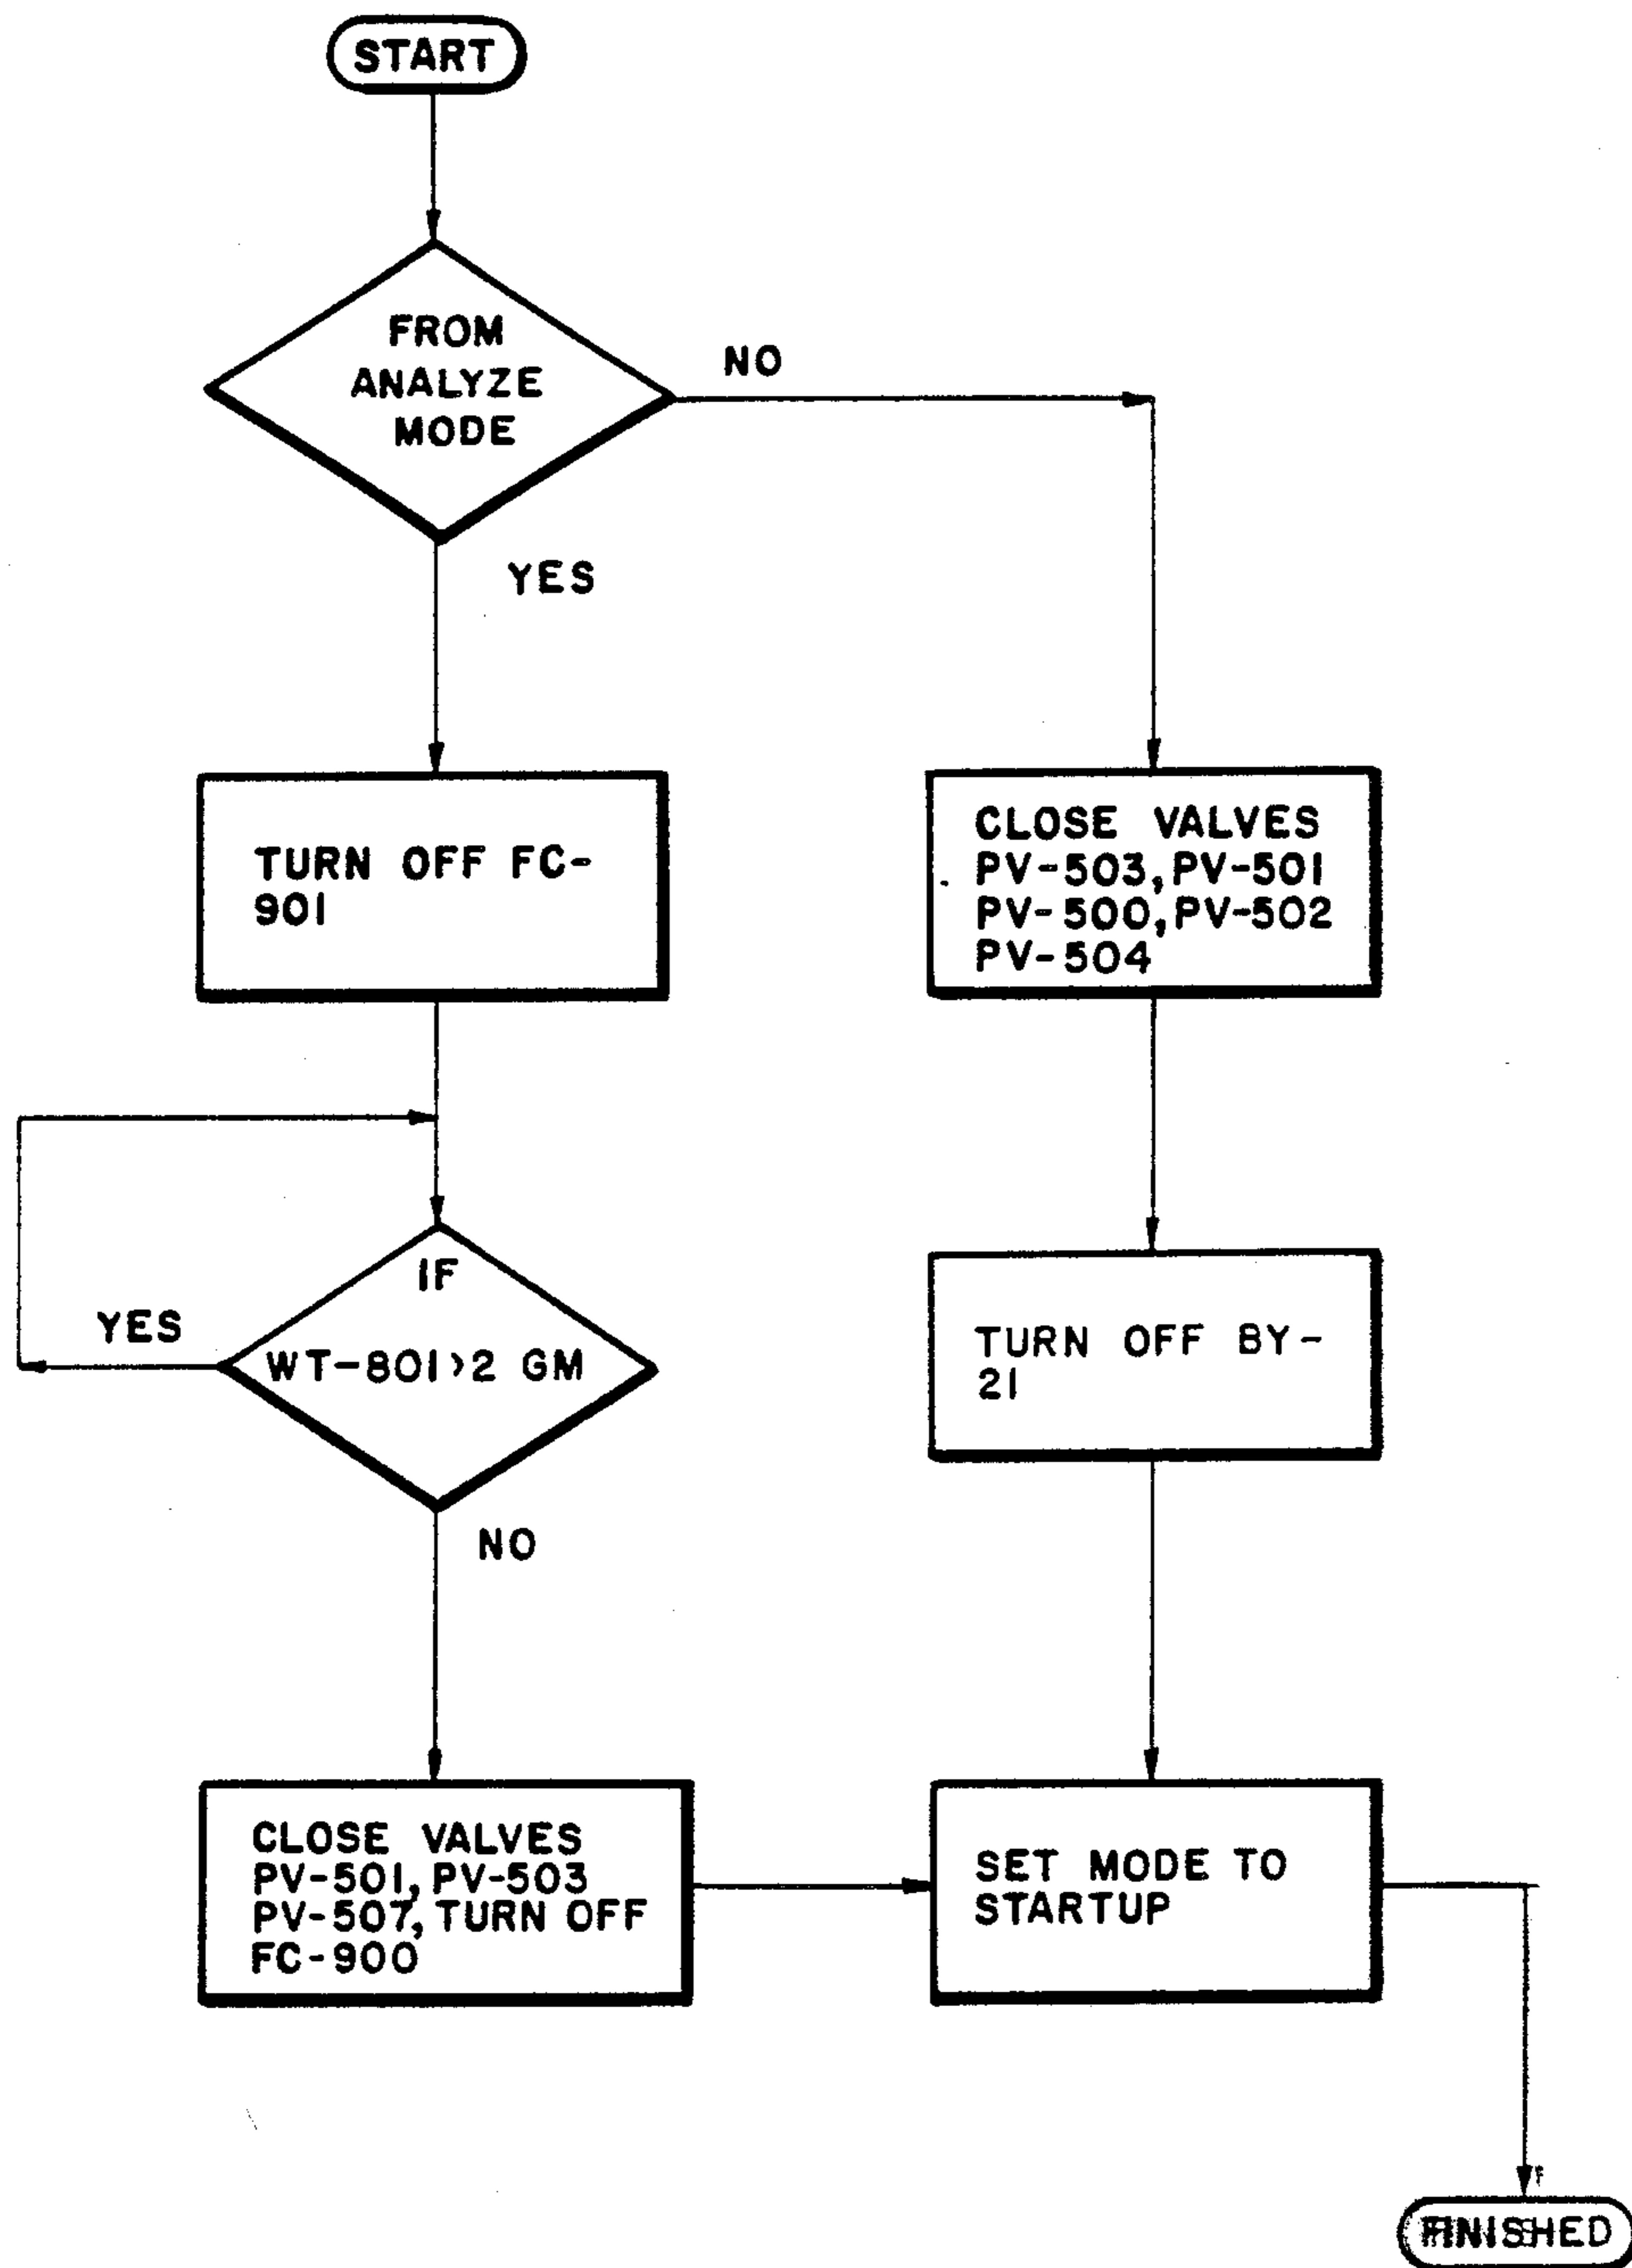 START
FROM
ANALYZE
MODE
NO
YES
TURN OFF FC-
901
CLOSE VALVES
PV-503, PV-501
PV-500, PV-502
PV-504
IF
WT-801>2 GM
YES
NO
TURN OFF BY-
21
CLOSE VALVES
PV-501, PV-503
PV-507, TURN OFF
FC-900
SET MODE TO
STARTUP
FINISHED